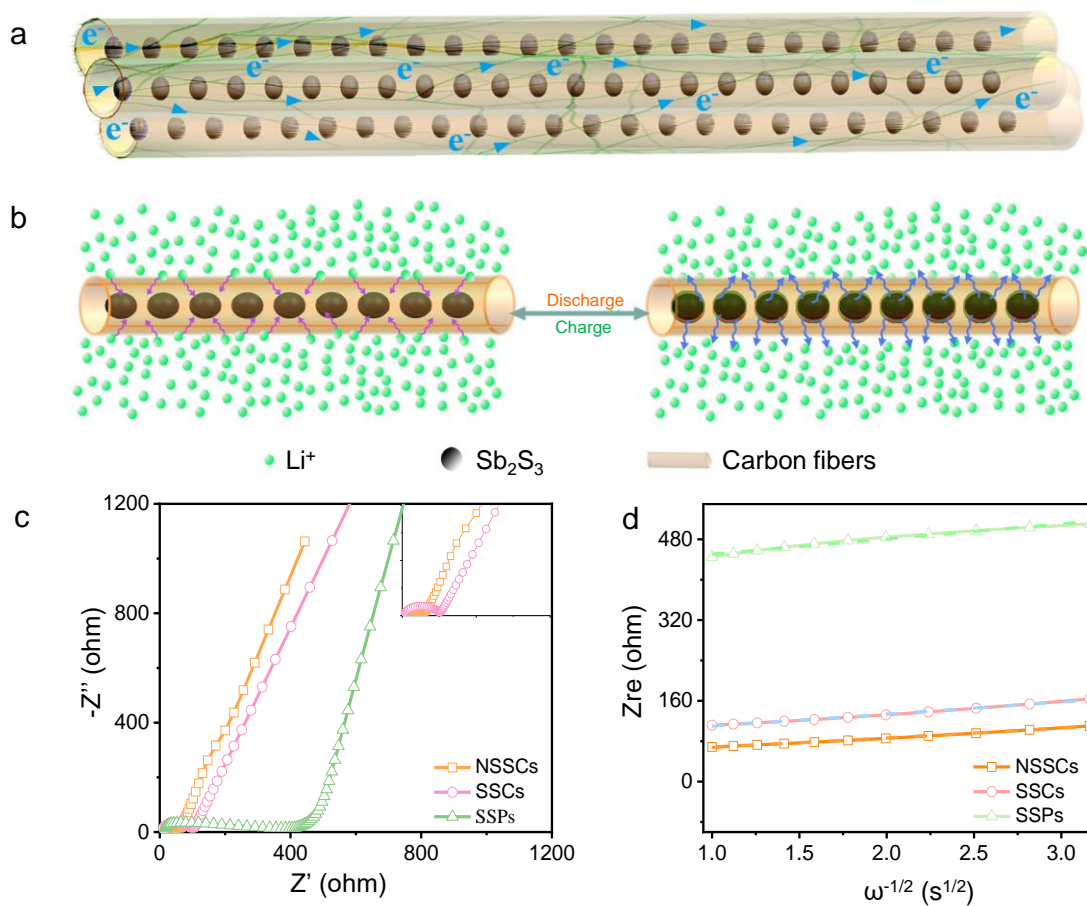 a
e⁻ e⁻ e⁻
e⁻ e⁻ e⁻ e⁻
e⁻ e⁻
e⁻ e⁻
b
Discharge
Charge
Li⁺
Sb₂S₃
Carbon fibers
c
1200
800
400
0
-Z'' (ohm)
NSSCs
SSCs
SSPs
0 400 800 1200
Z' (ohm)
d
480
320
160
0
Zre (ohm)
NSSCs
SSCs
SSPs
1.0 1.5 2.0 2.5 3.0
ω⁻¹/² (s¹/²)